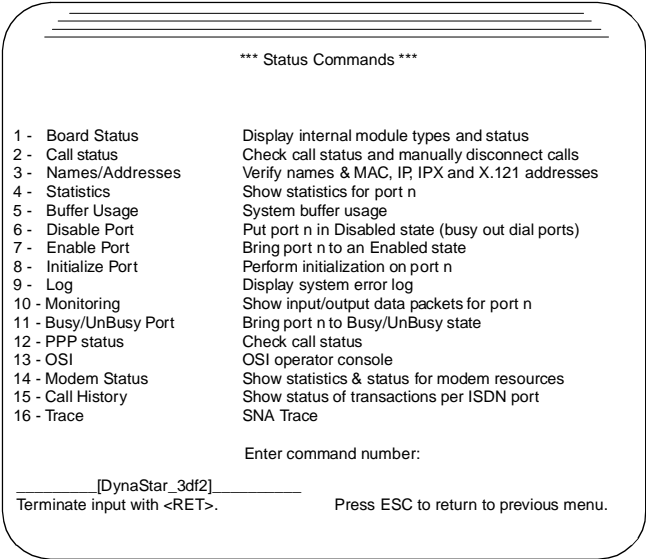 *** Status Commands ***
1 - Board Status Display internal module types and status
2 - Call status Check call status and manually disconnect calls
3 - Names/Addresses Verify names & MAC, IP, IPX and X.121 addresses
4 - Statistics Show statistics for port n
5 - Buffer Usage System buffer usage
6 - Disable Port Put port n in Disabled state (busy out dial ports)
7 - Enable Port Bring port n to an Enabled state
8 - Initialize Port Perform initialization on port n
9 - Log Display system error log
10 - Monitoring Show input/output data packets for port n
11 - Busy/UnBusy Port Bring port n to Busy/UnBusy state
12 - PPP status Check call status
13 - OSI OSI operator console
14 - Modem Status Show statistics & status for modem resources
15 - Call History Show status of transactions per ISDN port
16 - Trace SNA Trace
Enter command number:
__________[DynaStar_3df2]___________
Terminate input with <RET>. Press ESC to return to previous menu.